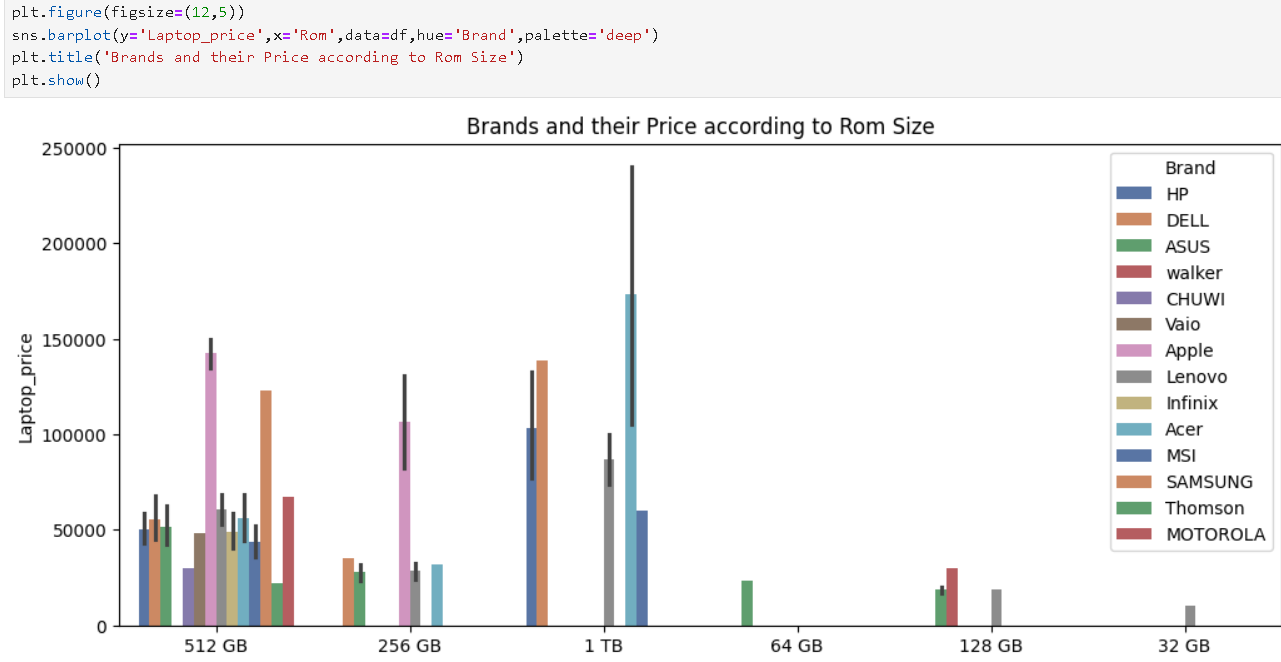 plt.figure(figsize=(12,5))
sns.barplot(y='Laptop_price',x='Rom',data=df,hue='Brand',palette='deep')
plt.title('Brands and their Price according to Rom Size')
plt.show()
Brands and their Price according to Rom Size
250000
200000
150000
100000
50000
0
Laptop_price
512 GB
256 GB
1 TB
64 GB
128 GB
32 GB
Brand
HP
DELL
ASUS
walker
CHUWI
Vaio
Apple
Lenovo
Infinix
Acer
MSI
SAMSUNG
Thomson
MOTOROLA